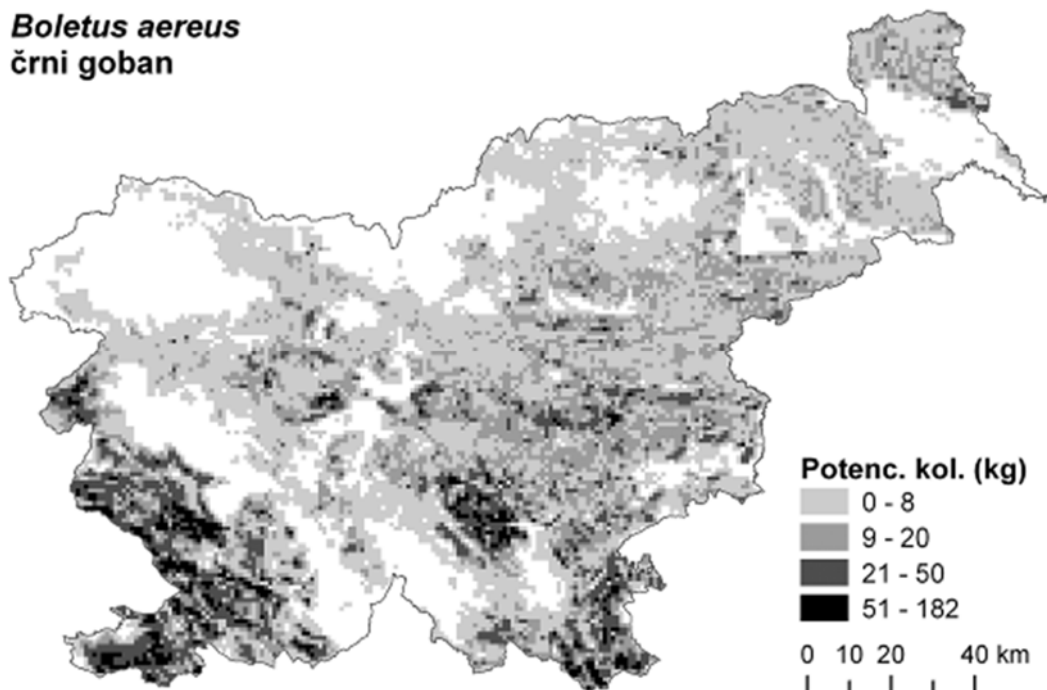 Boletus aereus
črni goban
Potenc. kol. (kg)
0 - 8
9 - 20
21 - 50
51 - 182
0 10 20 40 km